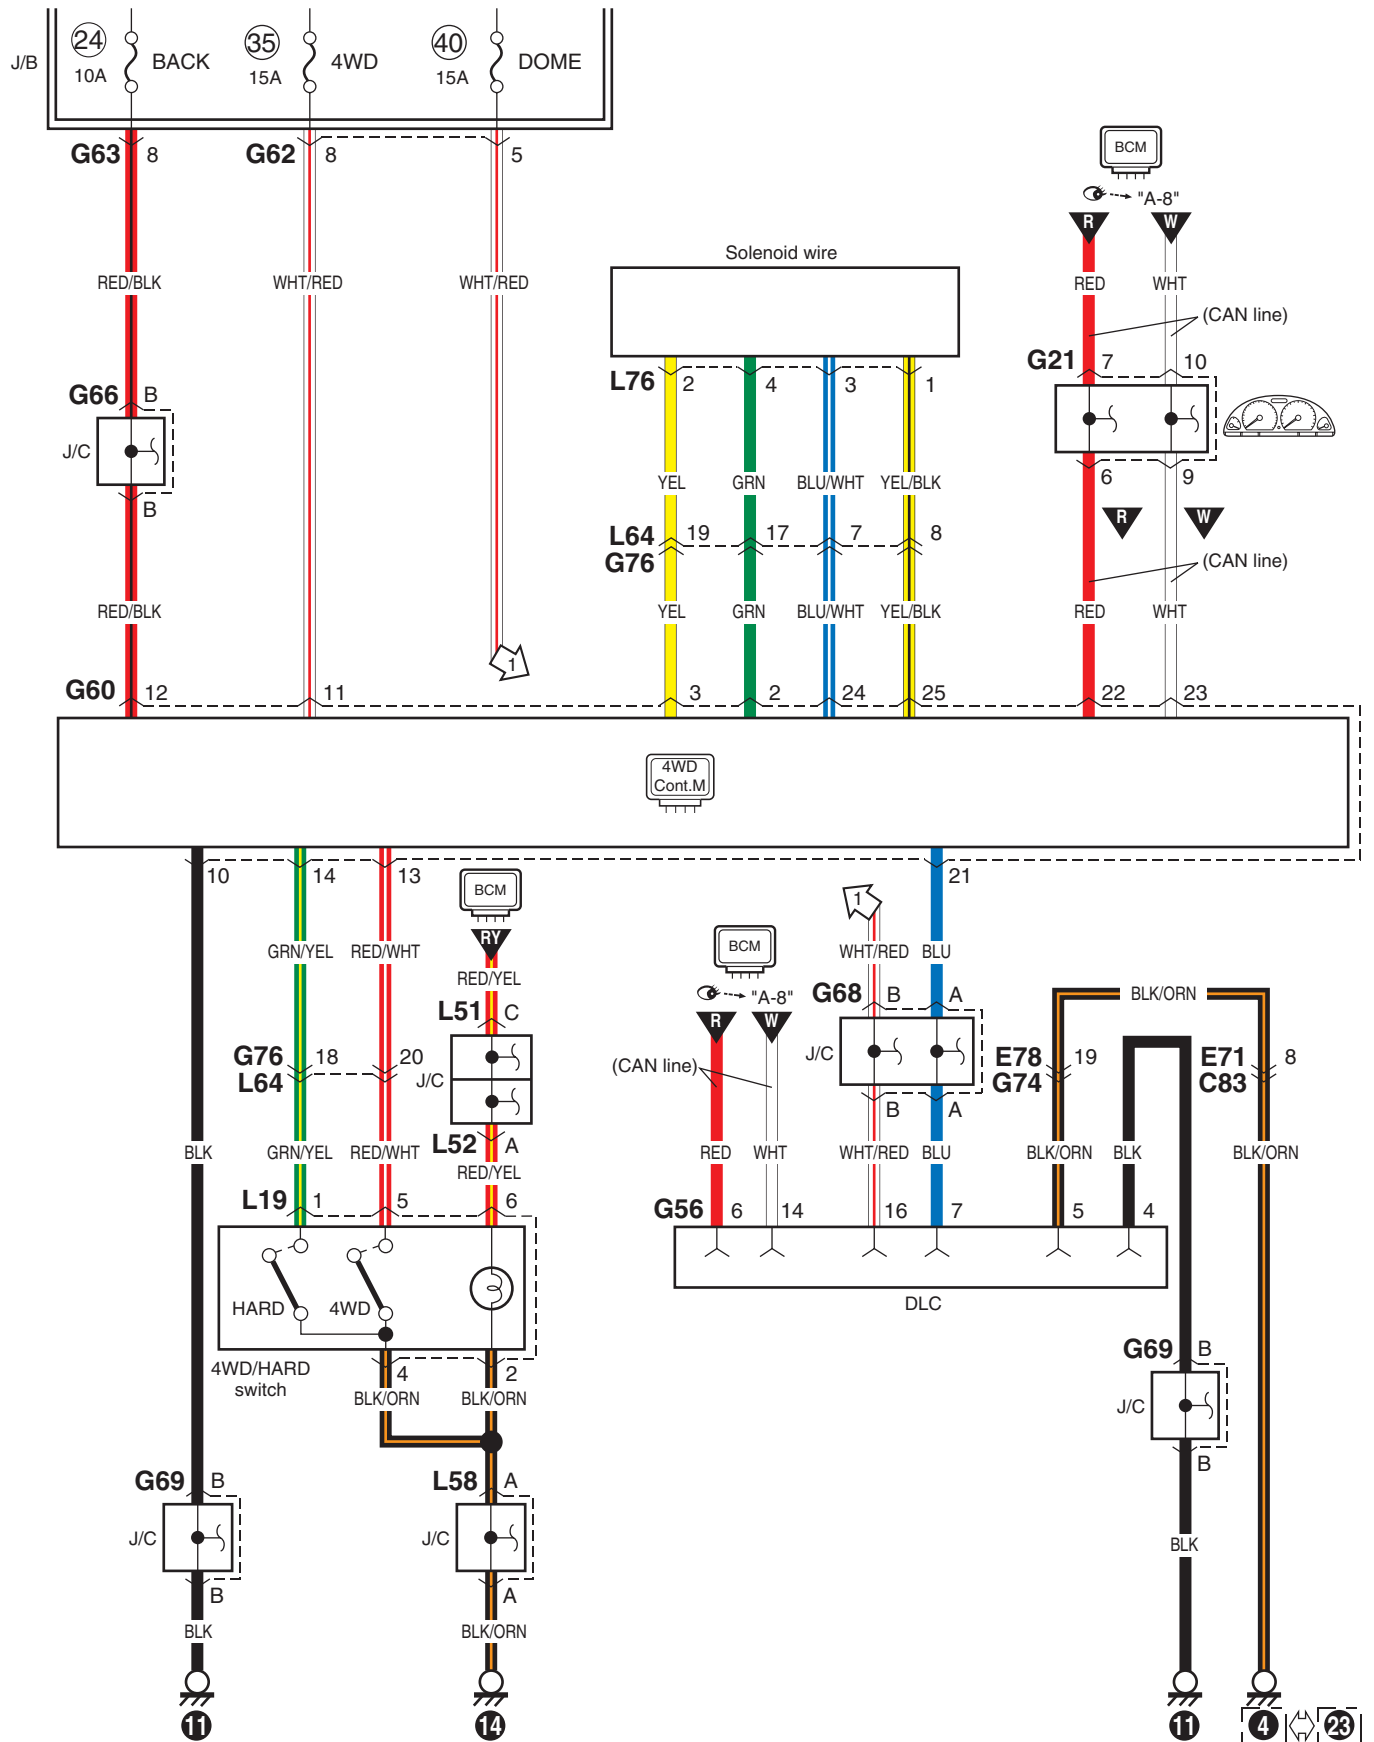 24 35 40
J/B 10A BACK 15A 4WD 15A DOME
G63 8 G62 8 5
BCM
"A-8"
R W
RED/BLK WHT/RED WHT/RED
Solenoid wire
RED WHT
(CAN line)
G21 7 10
L76 2 4 3 1
G66 B
J/C
B
6 9
YEL GRN BLU/WHT YEL/BLK
R W
L64 19 17 7 8
G76
(CAN line)
RED/BLK YEL GRN BLU/WHT YEL/BLK RED WHT
1
G60 12 11 3 2 24 25 22 23
4WD
Cont.M
10 14 13 21
BCM
1
RY
BCM
GRN/YEL RED/WHT WHT/RED BLU
RED/YEL
"A-8"
G68 B A
BLK/ORN
L51 C
R W
G76 18 20
L64
J/C
(CAN line)
J/C
E78 19
G74
E71 8
C83
B A
L52 A
BLK GRN/YEL RED/WHT RED WHT WHT/RED BLU BLK/ORN BLK BLK/ORN
RED/YEL
L19 1 5 6
G56 6 14 16 7 5 4
HARD 4WD
DLC
4WD/HARD
switch
4 2
G69 B
BLK/ORN BLK/ORN
J/C
B
G69 B L58 A
J/C J/C
BLK
B A
BLK BLK/ORN
11 14 11 4 23